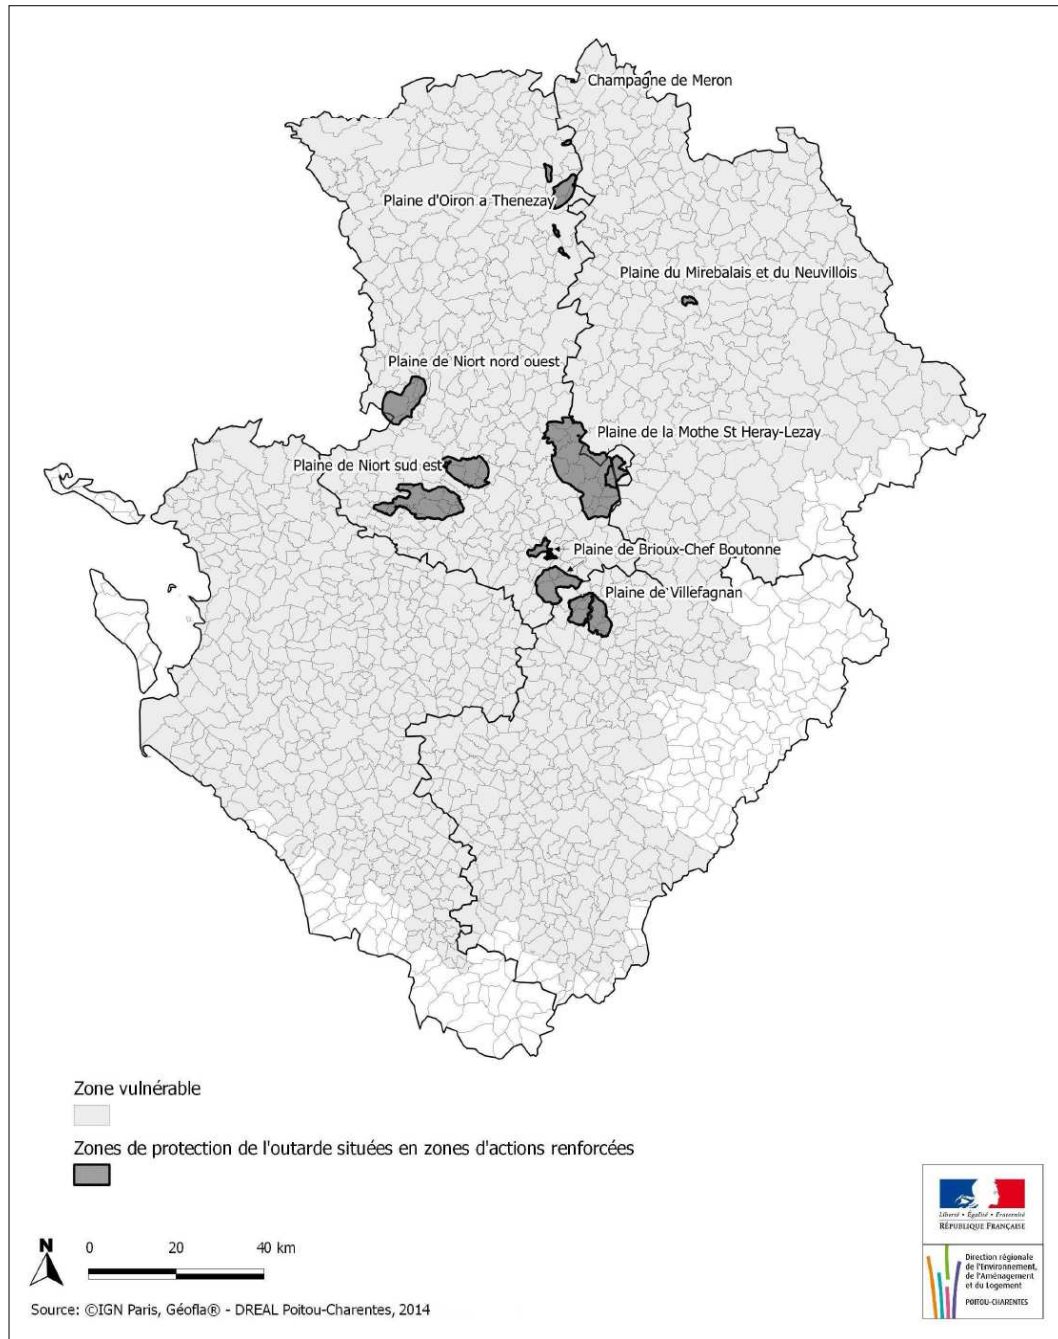 Champagne de Meron
Plaine d'Oiron a Thenezay
Plaine du Mirebalais et du Neuvillois
Plaine de Niort nord ouest
Plaine de la Mothe St Heray-Lezay
Plaine de Niort sud est
Plaine de Brioux-Chef Boutonne
Plaine de Villefagnan
Zone vulnérable
Zones de protection de l'outarde situées en zones d'actions renforcées
N
0 20 40 km
Source: ©IGN Paris, Géofla® - DREAL Poitou-Charentes, 2014
Liberté • Égalité • Fraternité
RÉPUBLIQUE FRANÇAISE
Direction régionale
de l'Environnement,
de l'Aménagement
et du Logement
POITOU-CHARENTES